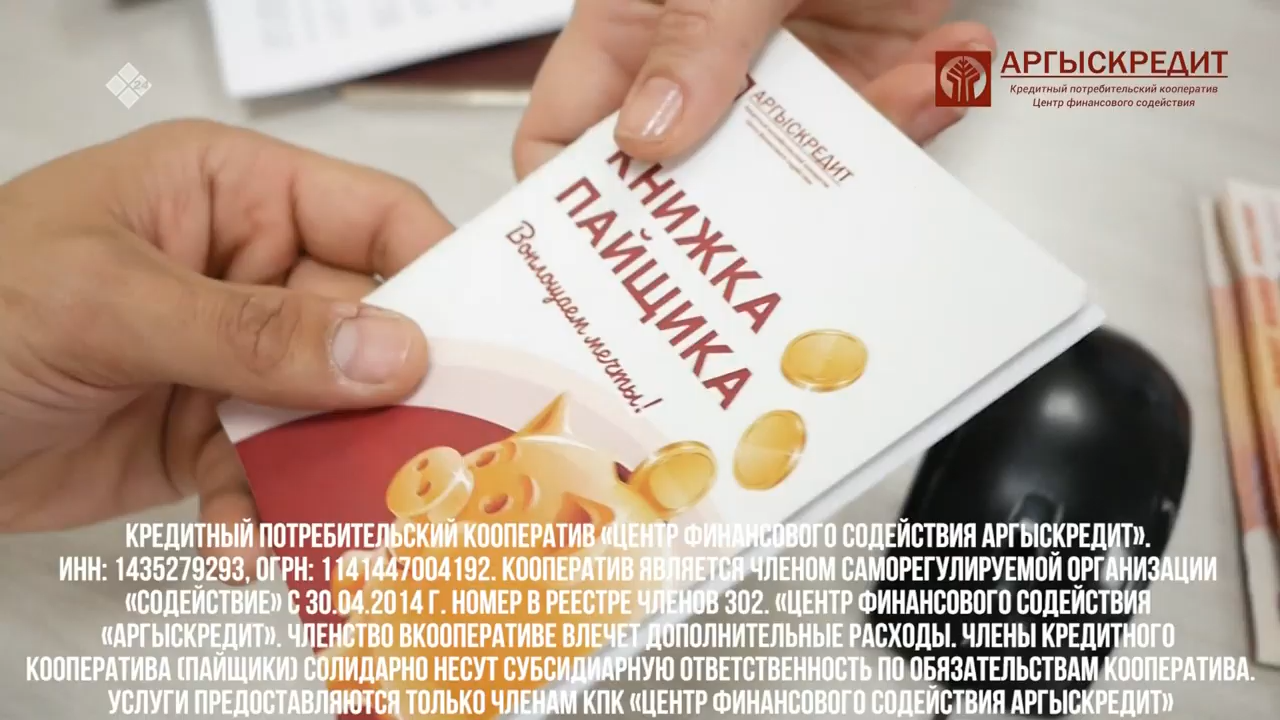 24
АРГЫСКРЕДИТ
Кредитный потребительский кооператив
Центр финансового содействия
АРГЫСКРЕДИТ
КНИЖКА
ПАЙЩИКА
Воплощаем мечты!
КРЕДИТНЫЙ ПОТРЕБИТЕЛЬСКИЙ КООПЕРАТИВ «ЦЕНТР ФИНАНСОВОГО СОДЕЙСТВИЯ АРГЫСКРЕДИТ».
ИНН: 1435279293, ОГРН: 1141447004192. КООПЕРАТИВ ЯВЛЯЕТСЯ ЧЛЕНОМ САМОРЕГУЛИРУЕМОЙ ОРГАНИЗАЦИИ
«СОДЕЙСТВИЕ» С 30.04.2014 Г. НОМЕР В РЕЕСТРЕ ЧЛЕНОВ 302. «ЦЕНТР ФИНАНСОВОГО СОДЕЙСТВИЯ
«АРГЫСКРЕДИТ». ЧЛЕНСТВО ВКООПЕРАТИВЕ ВЛЕЧЕТ ДОПОЛНИТЕЛЬНЫЕ РАСХОДЫ. ЧЛЕНЫ КРЕДИТНОГО
КООПЕРАТИВА (ПАЙЩИКИ) СОЛИДАРНО НЕСУТ СУБСИДИАРНУЮ ОТВЕТСТВЕННОСТЬ ПО ОБЯЗАТЕЛЬСТВАМ КООПЕРАТИВА.
УСЛУГИ ПРЕДОСТАВЛЯЮТСЯ ТОЛЬКО ЧЛЕНАМ КПК «ЦЕНТР ФИНАНСОВОГО СОДЕЙСТВИЯ АРГЫСКРЕДИТ»